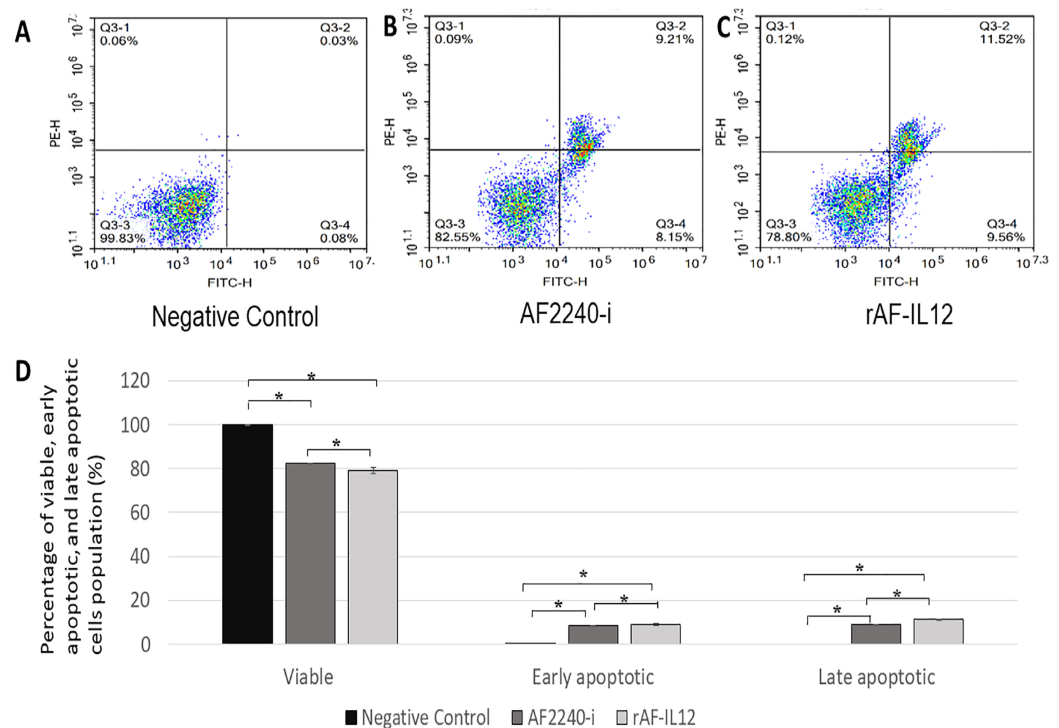 A
Q3-1
0.06%
Q3-2
0.03%
Q3-3
99.83%
Q3-4
0.08%
PE-H
10^7.
10^6
10^5
10^4
10^3
10^1.1
10^1.1
10^3
10^4
10^5
10^6
10^7.
FITC-H
Negative Control
B
Q3-1
0.09%
Q3-2
9.21%
Q3-3
82.55%
Q3-4
8.15%
PE-H
10^7.3
10^6
10^5
10^4
10^3
10^1.1
10^1.1
10^3
10^4
10^5
10^6
10^7.
FITC-H
AF2240-i
C
Q3-1
0.12%
Q3-2
11.52%
Q3-3
78.80%
Q3-4
9.56%
PE-H
10^7.3
10^6
10^5
10^4
10^3
10^2
10^1.1
10^1.1
10^3
10^4
10^5
10^6
10^7.3
FITC-H
rAF-IL12
D
Percentage of viable, early
apoptotic, and late apoptotic
cells population (%)
120
100
80
60
40
20
0
*
*
*
*
*
*
*
*
*
Viable
Early apoptotic
Late apoptotic
Negative Control
AF2240-i
rAF-IL12